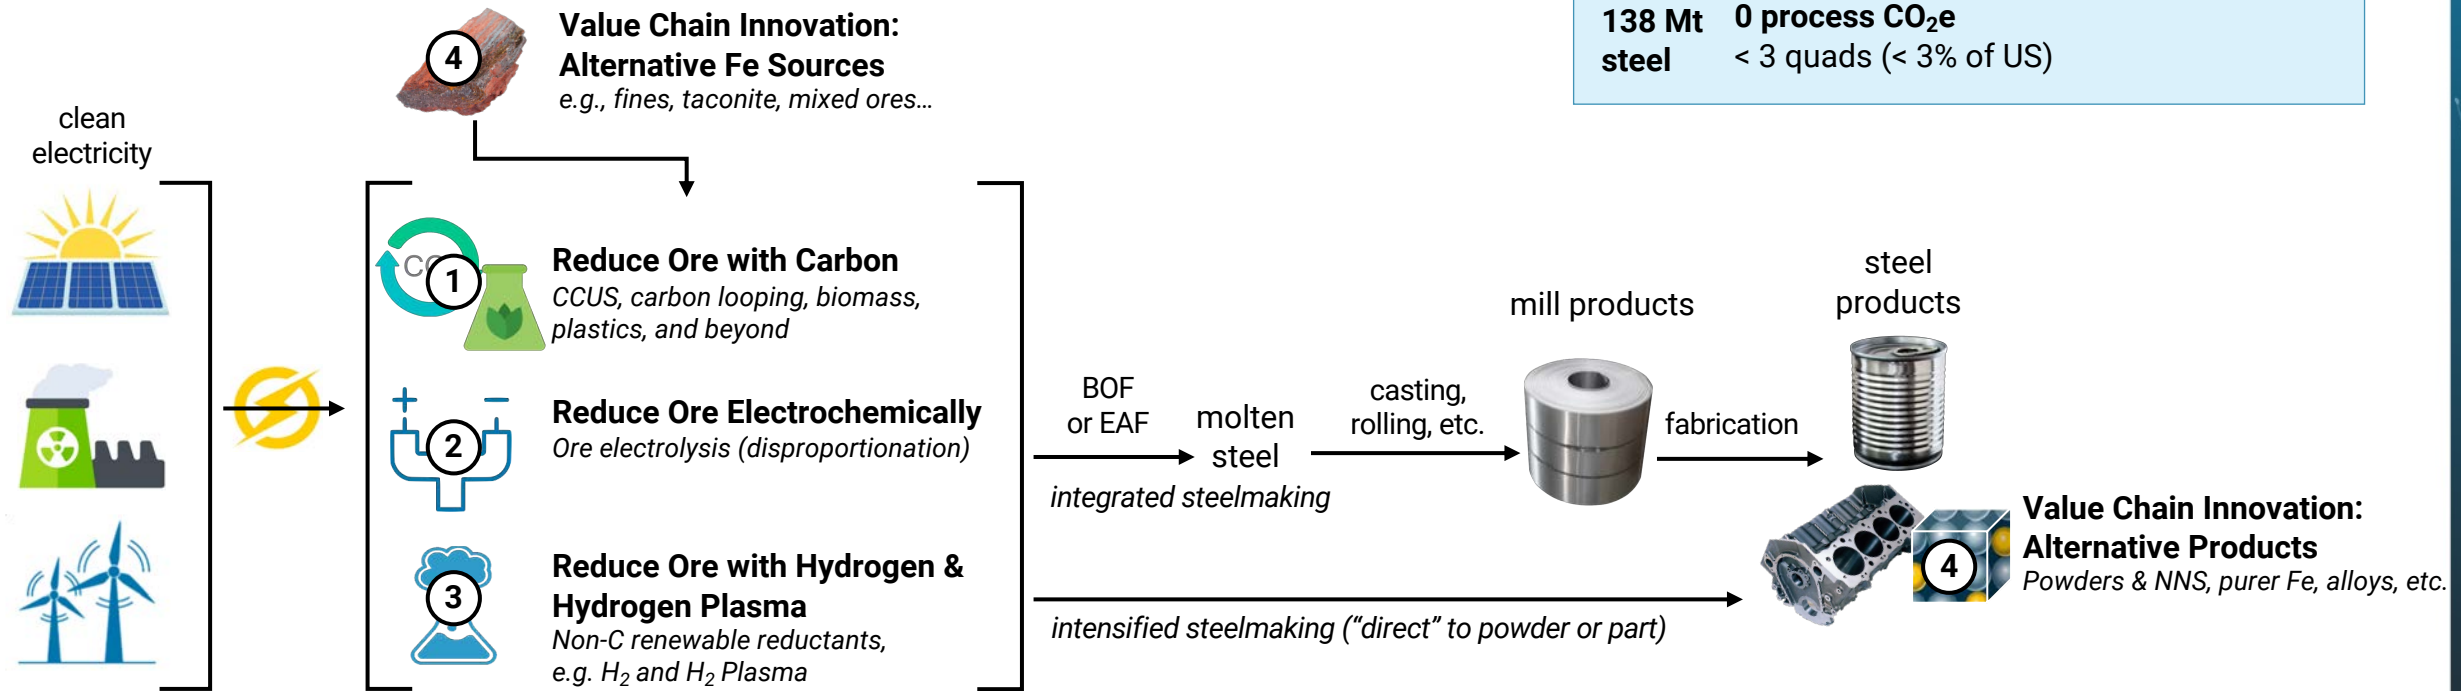 138 Mt 0 process CO₂e
steel < 3 quads (< 3% of US)
4
Value Chain Innovation:
Alternative Fe Sources
e.g., fines, taconite, mixed ores...
clean
electricity
1
Reduce Ore with Carbon
CCUS, carbon looping, biomass,
plastics, and beyond
+ −
2
Reduce Ore Electrochemically
Ore electrolysis (disproportionation)
3
Reduce Ore with Hydrogen &
Hydrogen Plasma
Non-C renewable reductants,
e.g. H₂ and H₂ Plasma
BOF
or EAF
molten
steel
integrated steelmaking
casting,
rolling, etc.
mill products
fabrication
steel
products
intensified steelmaking (“direct” to powder or part)
4
Value Chain Innovation:
Alternative Products
Powders & NNS, purer Fe, alloys, etc.